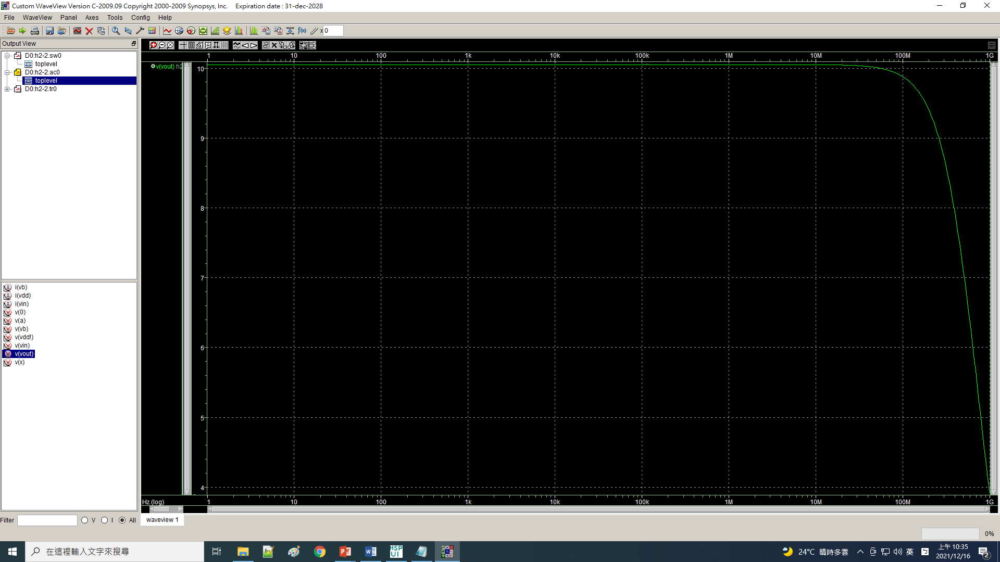 Custom WaveView Version C-2009.09 Copyright 2000-2009 Synopsys, Inc. Expiration date : 31-dec-2028
File WaveView Panel Axes Tools Config Help
x 0
Output View
D0:h2-2.sw0
toplevel
D0:h2-2.ac0
toplevel
D0:h2-2.tr0
i(vb)
i(vdd)
i(vin)
v(0)
v(a)
v(vb)
v(vdd!)
v(vin)
v(vout)
v(x)
Filter V I All
1 10 100 1k 10k 100k 1M 10M 100M 1G
v(vout) h2
10
9
8
7
6
5
4
Hz (log) 1 10 100 1k 10k 100k 1M 10M 100M 1G
waveview 1
0%
在這裡輸入文字來搜尋
HSP UI
24°C 晴時多雲
英
上午 10:35
2021/12/16
2